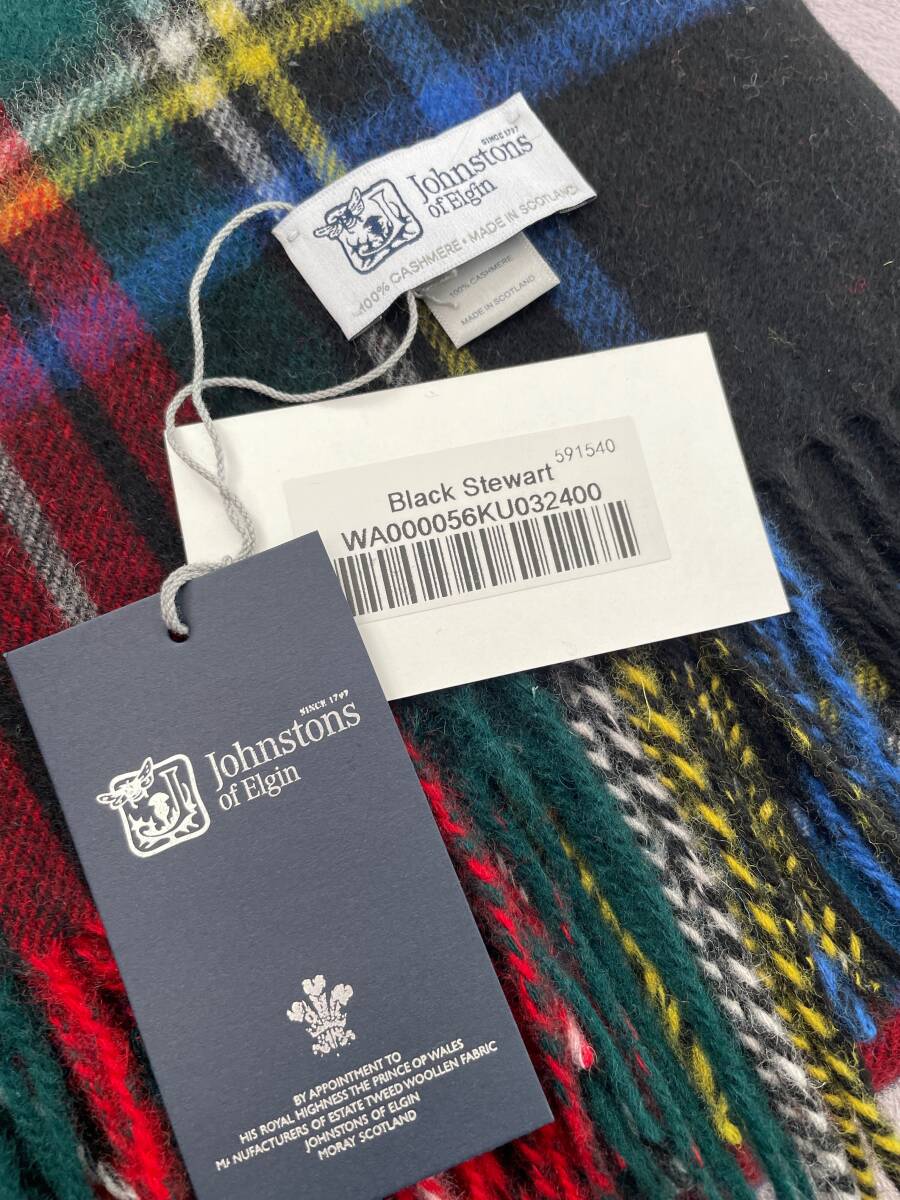 SINCE 1797
Johnstons
of Elgin
100% CASHMERE • MADE IN SCOTLAND
100% CASHMERE
MADE IN SCOTLAND
591540
Black Stewart
WA000056KU032400
SINCE 1797
Johnstons
of Elgin
BY APPOINTMENT TO
HIS ROYAL HIGHNESS THE PRINCE OF WALES
MANUFACTURERS OF ESTATE TWEED WOOLLEN FABRIC
JOHNSTONS OF ELGIN
MORAY SCOTLAND